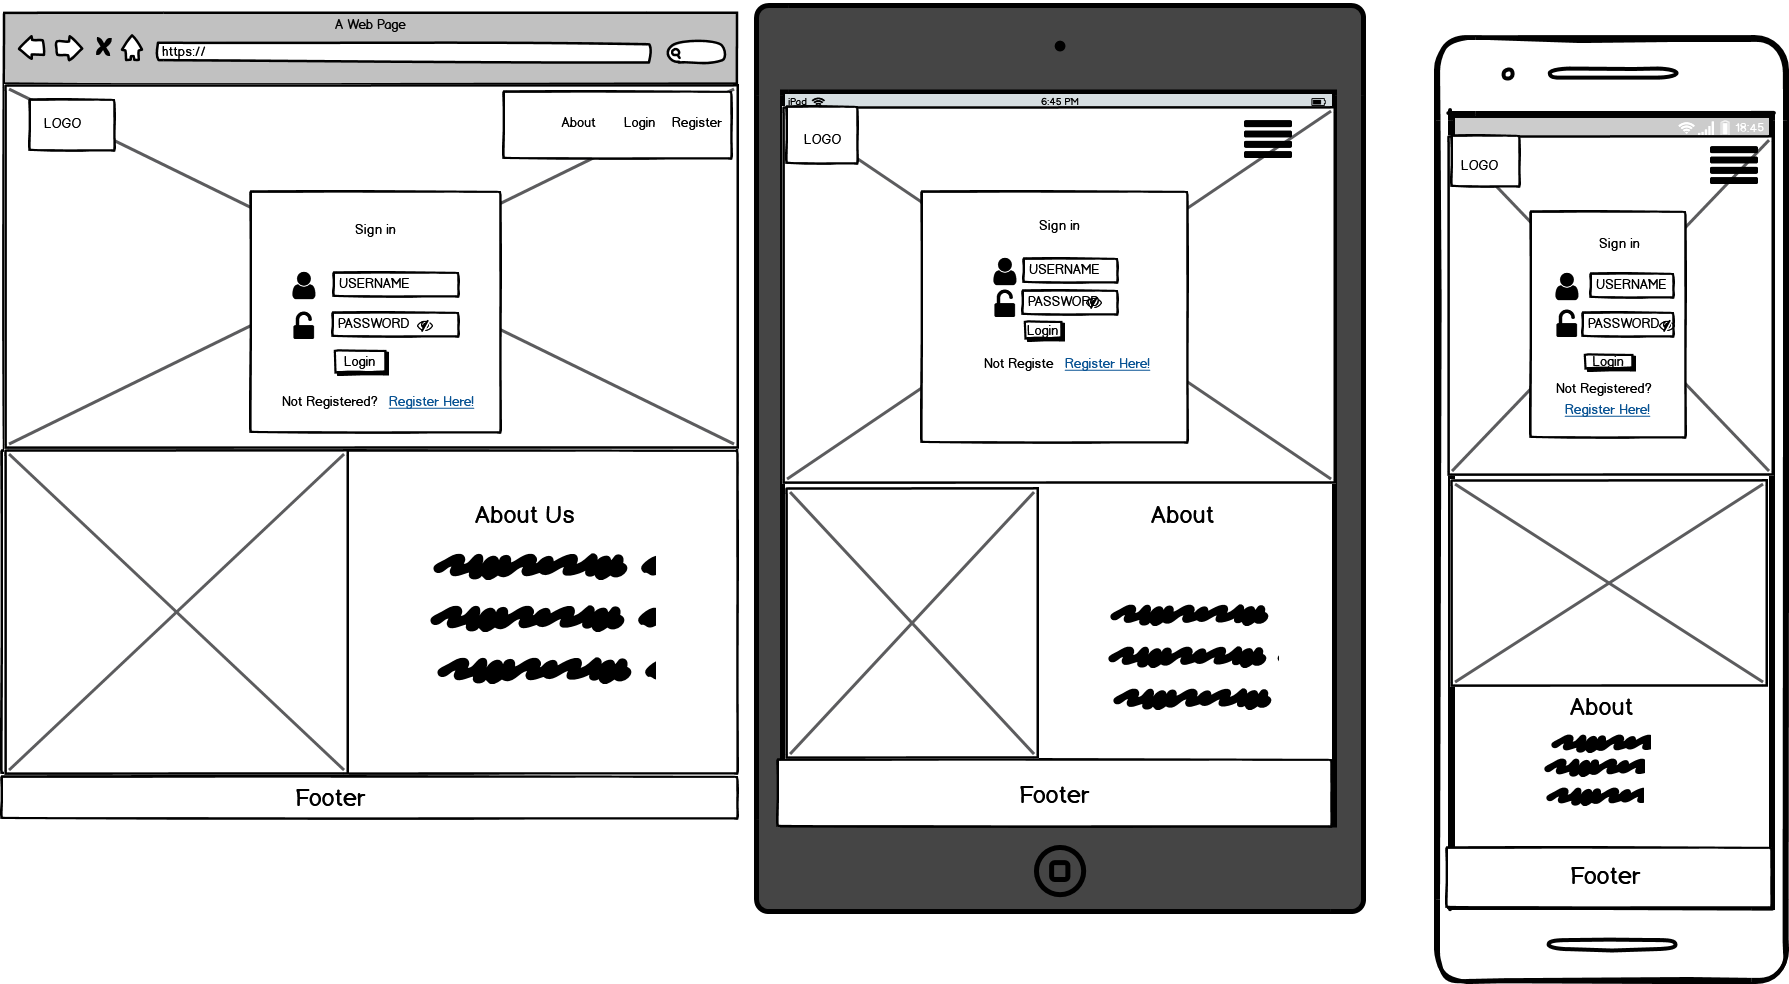 A Web Page
https://
LOGO
About Login Register
Sign in
USERNAME
PASSWORD
Login
Not Registered? Register Here!
About Us
Footer
iPad 6:45 PM
LOGO
Sign in
USERNAME
PASSWORD
Login
Not Registe Register Here!
About
Footer
18:45
LOGO
Sign in
USERNAME
PASSWORD
Login
Not Registered?
Register Here!
About
Footer